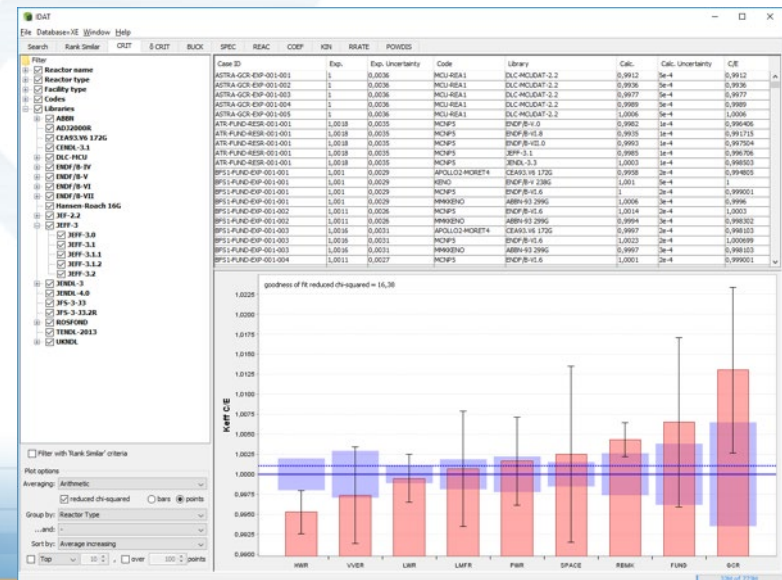 IDAT
File Database=XE Window Help
Search Rank Similar CRIT δ CRIT BUCK SPEC REAC COEF KIN RRATE POWDIS
Filter
Reactor name
Reactor type
Facility type
Codes
Libraries
ABBN
ADJ2000R
CEA93.V6 172G
CENDL-3.1
DLC-MCU
ENDF/B-IV
ENDF/B-V
ENDF/B-VI
ENDF/B-VII
Hansen-Roach 16G
JEF-2.2
JEFF-3
JEFF-3.0
JEFF-3.1
JEFF-3.1.1
JEFF-3.1.2
JEFF-3.2
JENDL-3
JENDL-4.0
JFS-3-J3
JFS-3-J3.2R
ROSFOND
TENDL-2013
UKNDL
Filter with 'Rank Similar' criteria
Plot options
Averaging: Arithmetic
reduced chi-squared bars points
Group by: Reactor Type
...and: -
Sort by: Average increasing
Top 10 , over 100 points
Case ID Exp. Exp. Uncertainty Code Library Calc. Calc. Uncertainty C/E
ASTRA-GCR-EXP-001-001 1 0,0036 MCU-REA1 DLC-MCUDAT-2.2 0,9912 5e-4 0,9912
ASTRA-GCR-EXP-001-002 1 0,0036 MCU-REA1 DLC-MCUDAT-2.2 0,9936 5e-4 0,9936
ASTRA-GCR-EXP-001-003 1 0,0036 MCU-REA1 DLC-MCUDAT-2.2 0,9977 5e-4 0,9977
ASTRA-GCR-EXP-001-004 1 0,0036 MCU-REA1 DLC-MCUDAT-2.2 0,9989 5e-4 0,9989
ASTRA-GCR-EXP-001-005 1 0,0036 MCU-REA1 DLC-MCUDAT-2.2 1,0006 5e-4 1,0006
ATR-FUND-RESR-001-001 1,0018 0,0035 MCNP5 ENDF/B-V.0 0,9982 1e-4 0,996406
ATR-FUND-RESR-001-001 1,0018 0,0035 MCNP5 ENDF/B-VI.8 0,9935 1e-4 0,991715
ATR-FUND-RESR-001-001 1,0018 0,0035 MCNP5 ENDF/B-VII.0 0,9993 1e-4 0,997504
ATR-FUND-RESR-001-001 1,0018 0,0035 MCNP5 JEFF-3.1 0,9985 1e-4 0,996706
ATR-FUND-RESR-001-001 1,0018 0,0035 MCNP5 JENDL-3.3 1,0003 1e-4 0,998503
BFS1-FUND-EXP-001-001 1,001 0,0029 APOLLO2-MORET4 CEA93.V6 172G 0,9958 2e-4 0,994805
BFS1-FUND-EXP-001-001 1,001 0,0029 KENO ENDF/B-V 238G 1,001 5e-4 1
BFS1-FUND-EXP-001-001 1,001 0,0029 MCNP5 ENDF/B-VI.6 1 2e-4 0,999001
BFS1-FUND-EXP-001-001 1,001 0,0029 MMKKENO ABBN-93 299G 1,0006 3e-4 0,9996
BFS1-FUND-EXP-001-002 1,0011 0,0026 MCNP5 ENDF/B-VI.6 1,0014 2e-4 1,0003
BFS1-FUND-EXP-001-002 1,0011 0,0026 MMKKENO ABBN-93 299G 0,9994 3e-4 0,998302
BFS1-FUND-EXP-001-003 1,0016 0,0031 APOLLO2-MORET4 CEA93.V6 172G 0,9997 2e-4 0,998103
BFS1-FUND-EXP-001-003 1,0016 0,0031 MCNP5 ENDF/B-VI.6 1,0023 2e-4 1,000699
BFS1-FUND-EXP-001-003 1,0016 0,0031 MMKKENO ABBN-93 299G 0,9997 3e-4 0,998103
BFS1-FUND-EXP-001-004 1,0011 0,0027 MCNP5 ENDF/B-VI.6 1,0001 2e-4 0,999001
goodness of fit reduced chi-squared = 16,38
Keff C/E
1,0225
1,0200
1,0175
1,0150
1,0125
1,0100
1,0075
1,0050
1,0025
1,0000
0,9975
0,9950
0,9925
0,9900
HWR VVER LWR LMFR PWR SPACE RBMK FUND GCR